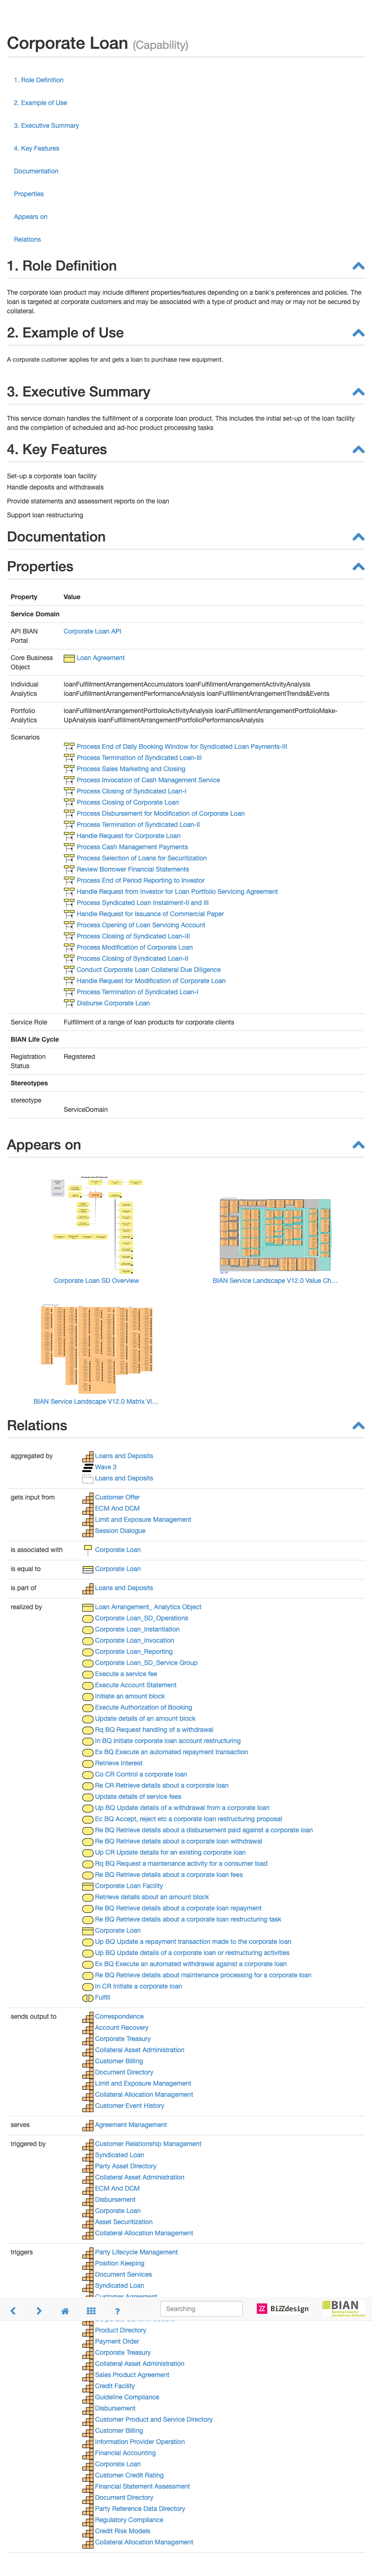 Corporate Loan (Capability)
1. Role Definition
2. Example of Use
3. Executive Summary
4. Key Features
Documentation
Properties
Appears on
Relations
1. Role Definition
The corporate loan product may include different properties/features depending on a bank's preferences and policies. The
loan is targeted at corporate customers and may be associated with a type of product and may or may not be secured by
collateral.
2. Example of Use
A corporate customer applies for and gets a loan to purchase new equipment.
3. Executive Summary
This service domain handles the fulfillment of a corporate loan product. This includes the initial set-up of the loan facility
and the completion of scheduled and ad-hoc product processing tasks
4. Key Features
Set-up a corporate loan facility
Handle deposits and withdrawals
Provide statements and assessment reports on the loan
Support loan restructuring
Documentation
Properties
Property Value
Service Domain
API BIAN Portal Corporate Loan API
Core Business Object Loan Agreement
Individual Analytics loanFulfillmentArrangementAccumulators loanFulfillmentArrangementActivityAnalysis
loanFulfillmentArrangementPerformanceAnalysis loanFulfillmentArrangementTrends&Events
Portfolio Analytics loanFulfillmentArrangementPortfolioActivityAnalysis loanFulfillmentArrangementPortfolioMake-
UpAnalysis loanFulfillmentArrangementPortfolioPerformanceAnalysis
Scenarios
Process End of Daily Booking Window for Syndicated Loan Payments-III
Process Termination of Syndicated Loan-III
Process Sales Marketing and Closing
Process Invocation of Cash Management Service
Process Closing of Syndicated Loan-I
Process Closing of Corporate Loan
Process Disbursement for Modification of Corporate Loan
Process Termination of Syndicated Loan-II
Handle Request for Corporate Loan
Process Cash Management Payments
Process Selection of Loans for Securitization
Review Borrower Financial Statements
Process End of Period Reporting to Investor
Handle Request from Investor for Loan Portfolio Servicing Agreement
Process Syndicated Loan Instalment-II and III
Handle Request for Issuance of Commercial Paper
Process Opening of Loan Servicing Account
Process Closing of Syndicated Loan-III
Process Modification of Corporate Loan
Process Closing of Syndicated Loan-II
Conduct Corporate Loan Collateral Due Diligence
Handle Request for Modification of Corporate Loan
Process Termination of Syndicated Loan-I
Disburse Corporate Loan
Service Role Fulfillment of a range of loan products for corporate clients
BIAN Life Cycle
Registration Status Registered
Stereotypes
stereotype
ServiceDomain
Appears on
Corporate Loan SD Overview
BIAN Service Landscape V12.0 Value Ch...
BIAN Service Landscape V12.0 Matrix Vi...
Relations
aggregated by Loans and Deposits
Wave 3
Loans and Deposits
gets input from Customer Offer
ECM And DCM
Limit and Exposure Management
Session Dialogue
is associated with Corporate Loan
is equal to Corporate Loan
is part of Loans and Deposits
realized by Loan Arrangement_ Analytics Object
Corporate Loan_SD_Operations
Corporate Loan_Instantiation
Corporate Loan_Invocation
Corporate Loan_Reporting
Corporate Loan_SD_Service Group
Execute a service fee
Execute Account Statement
Initiate an amount block
Execute Authorization of Booking
Update details of an amount block
Rq BQ Request handling of a withdrawal
In BQ Initiate corporate loan account restructuring
Ex BQ Execute an automated repayment transaction
Retrieve Interest
Co CR Control a corporate loan
Re CR Retrieve details about a corporate loan
Update details of service fees
Up BQ Update details of a withdrawal from a corporate loan
Ec BQ Accept, reject etc a corporate loan restructuring proposal
Re BQ Retrieve details about a disbursement paid against a corporate loan
Re BQ Retrieve details about a corporate loan withdrawal
Up CR Update details for an existing corporate loan
Rq BQ Request a maintenance activity for a consumer load
Re BQ Retrieve details about a corporate loan fees
Corporate Loan Facility
Retrieve details about an amount block
Re BQ Retrieve details about a corporate loan repayment
Re BQ Retrieve details about a corporate loan restructuring task
Corporate Loan
Up BQ Update a repayment transaction made to the corporate loan
Up BQ Update details of a corporate loan or restructuring activities
Ex BQ Execute an automated withdrawal against a corporate loan
Re BQ Retrieve details about maintenance processing for a corporate loan
In CR Initiate a corporate loan
Fulfill
sends output to Correspondence
Account Recovery
Corporate Treasury
Collateral Asset Administration
Customer Billing
Document Directory
Limit and Exposure Management
Collateral Allocation Management
Customer Event History
serves Agreement Management
triggered by Customer Relationship Management
Syndicated Loan
Party Asset Directory
Collateral Asset Administration
ECM And DCM
Disbursement
Corporate Loan
Asset Securitization
Collateral Allocation Management
triggers Party Lifecycle Management
Position Keeping
Document Services
Syndicated Loan
Searching
BiZZdesign
BIAN
Product Directory
Payment Order
Corporate Treasury
Collateral Asset Administration
Sales Product Agreement
Credit Facility
Guideline Compliance
Disbursement
Customer Product and Service Directory
Customer Billing
Information Provider Operation
Financial Accounting
Corporate Loan
Customer Credit Rating
Financial Statement Assessment
Document Directory
Party Reference Data Directory
Regulatory Compliance
Credit Risk Models
Collateral Allocation Management